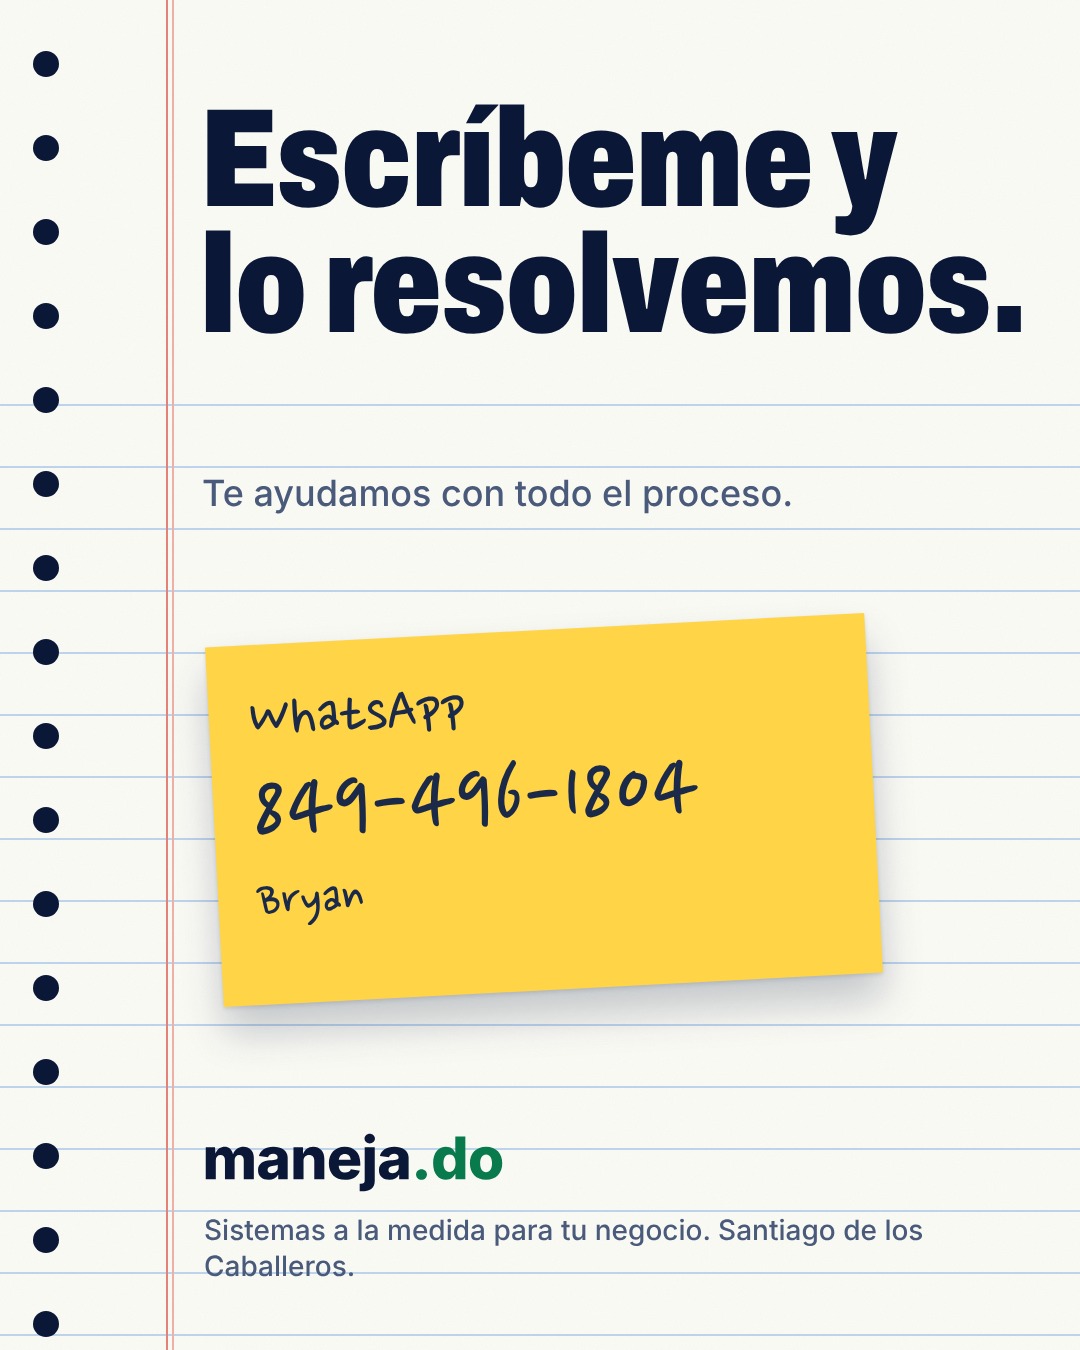 Escríbeme y
lo resolvemos.
Te ayudamos con todo el proceso.
WhatsApp
849-496-1804
Bryan
maneja.do
Sistemas a la medida para tu negocio. Santiago de los
Caballeros.